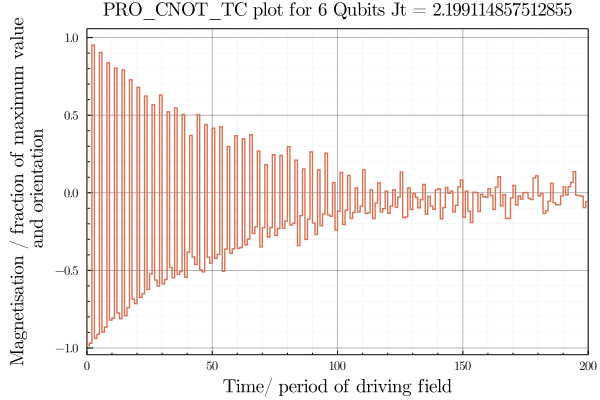 PRO_CNOT_TC plot for 6 Qubits Jt = 2.199114857512855
Magnetisation / fraction of maximum value
and orientation
1.0
0.5
0.0
−0.5
−1.0
0 50 100 150 200
Time/ period of driving field